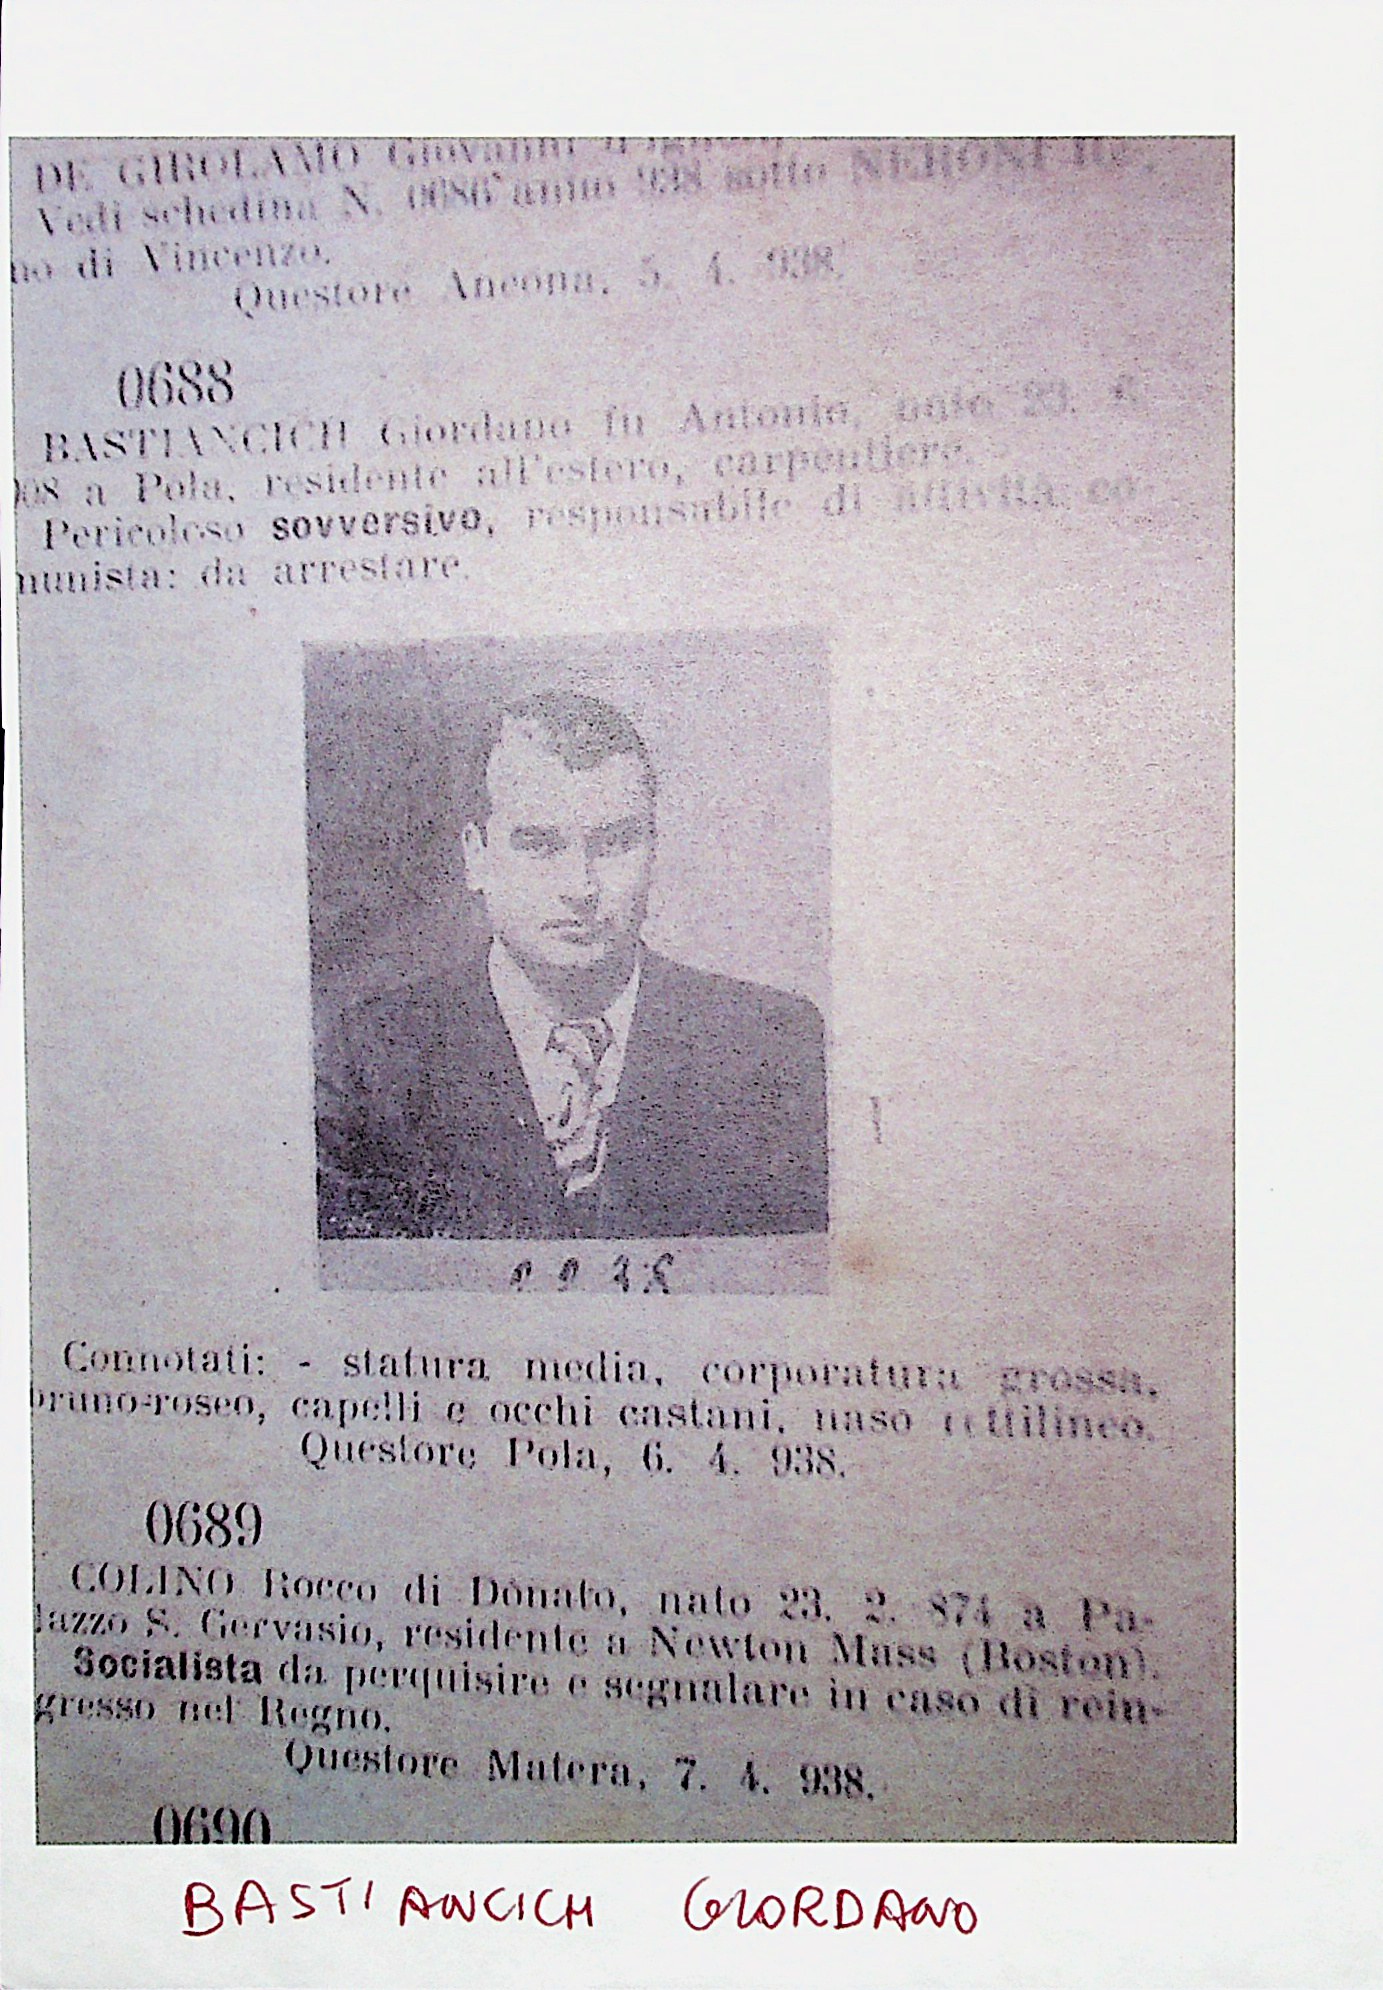 DE GIROLAMO Giovanni
Vedi schedina N. 0686 anno 938 sotto NERONI
no di Vincenzo.
Questore Ancona, 5. 4. 938.
0688
BASTIANCICH Giordano fu Antonio, nato 23.
908 a Pola, residente all'estero, carpentiere.
Pericoloso sovversivo, responsabile di attività co-
munista: da arrestare.
Connotati: - statura media, corporatura grossa,
bruno-roseo, capelli e occhi castani, naso rettilineo.
Questore Pola, 6. 4. 938.
0689
COLINO Rocco di Donato, nato 23. 2. 874 a Pa-
lazzo S. Gervasio, residente a Newton Mass (Boston).
Socialista da perquisire e segnalare in caso di rein-
gresso nel Regno.
Questore Matera, 7. 4. 938.
0690
BASTIANCICH GIORDANO